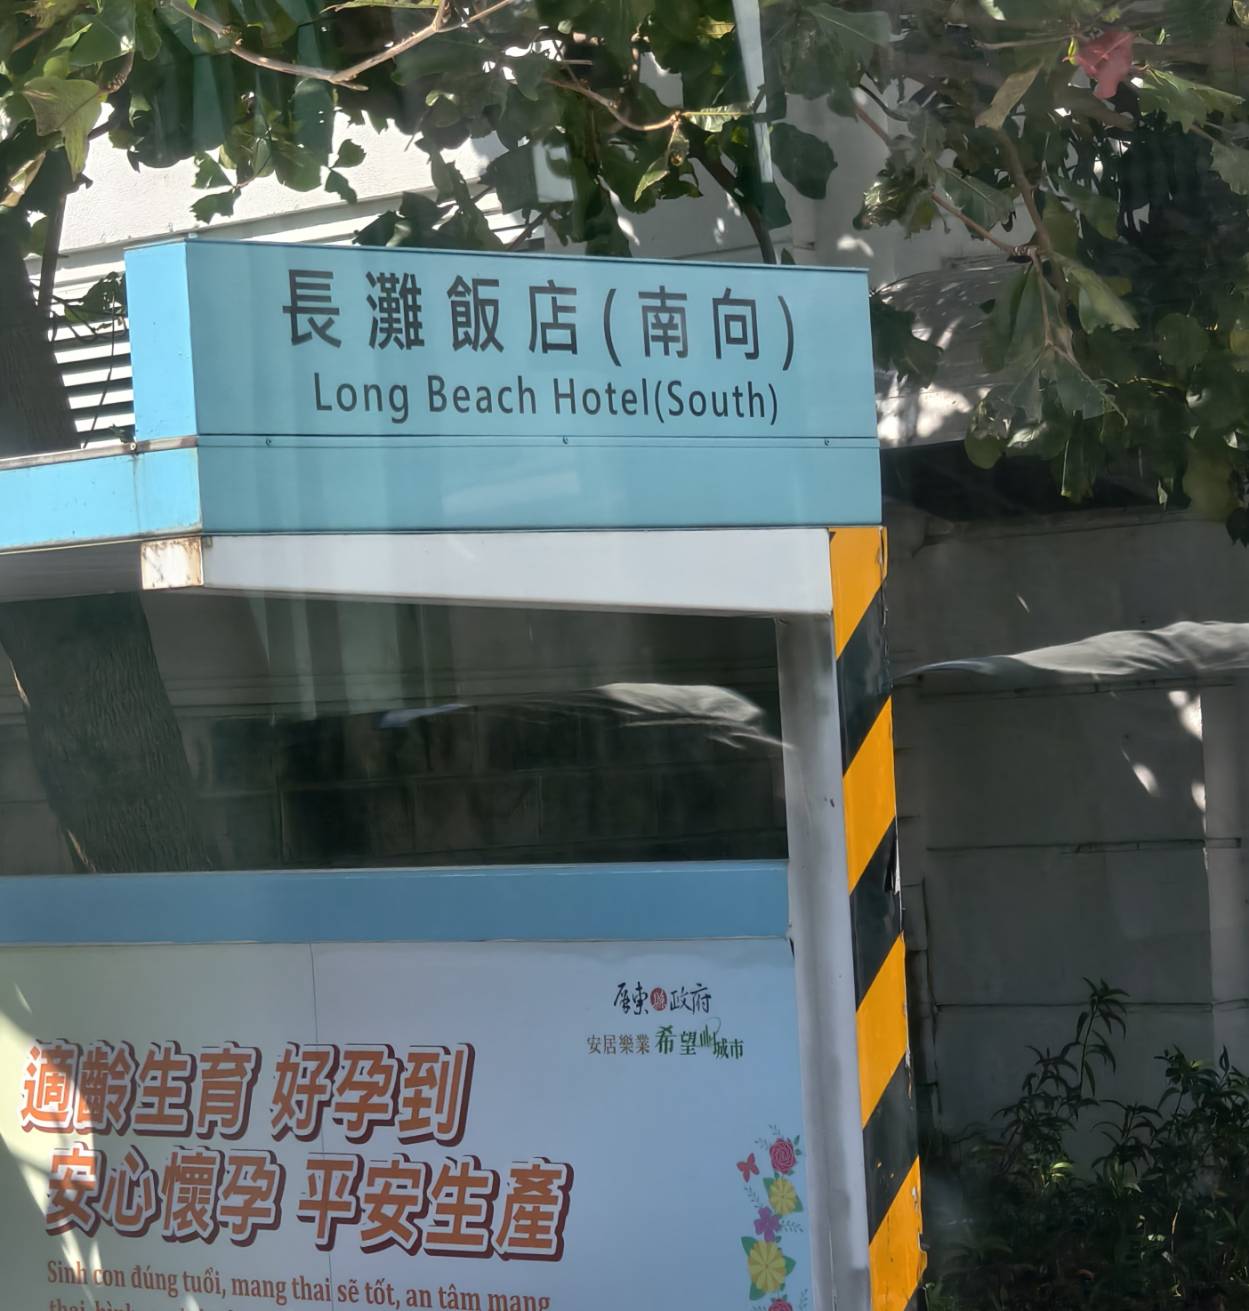 長灘飯店(南向)
Long Beach Hotel(South)
屏東縣政府
安居樂業 希望城市
適齡生育 好孕到
安心懷孕 平安生產
Sinh con đúng tuổi, mang thai sẽ tốt, an tâm mang